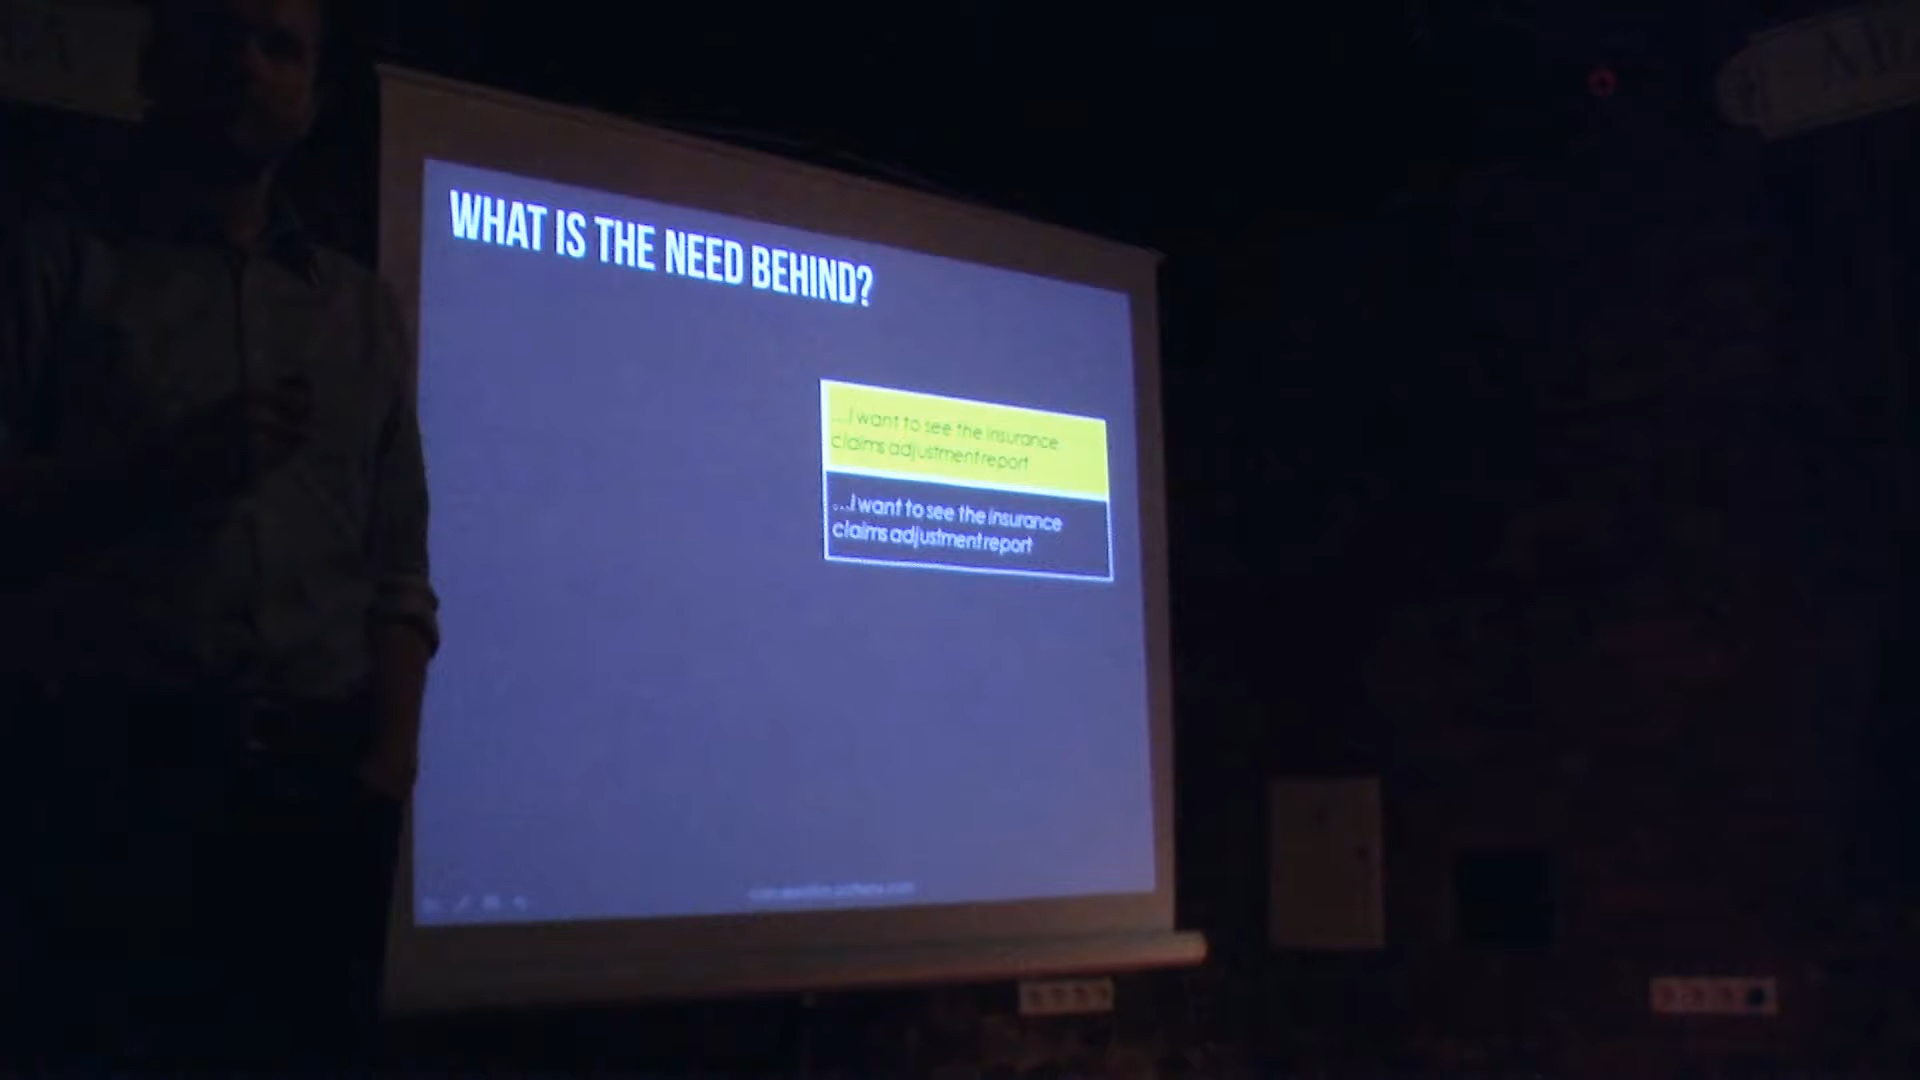 WHAT IS THE NEED BEHIND?
...I want to see the insurance
claims adjustment report
...I want to see the insurance
claims adjustment report